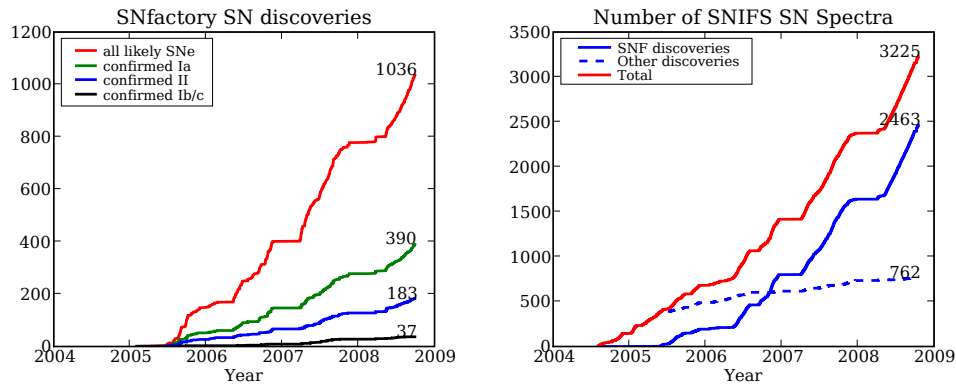 SNfactory SN discoveries
1200
1000
800
600
400
200
0
all likely SNe
confirmed Ia
confirmed II
confirmed Ib/c
1036
390
183
37
2004 2005 2006 2007 2008 2009
Year
Number of SNIFS SN Spectra
3500
3000
2500
2000
1500
1000
500
0
SNF discoveries
Other discoveries
Total
3225
2463
762
2004 2005 2006 2007 2008 2009
Year